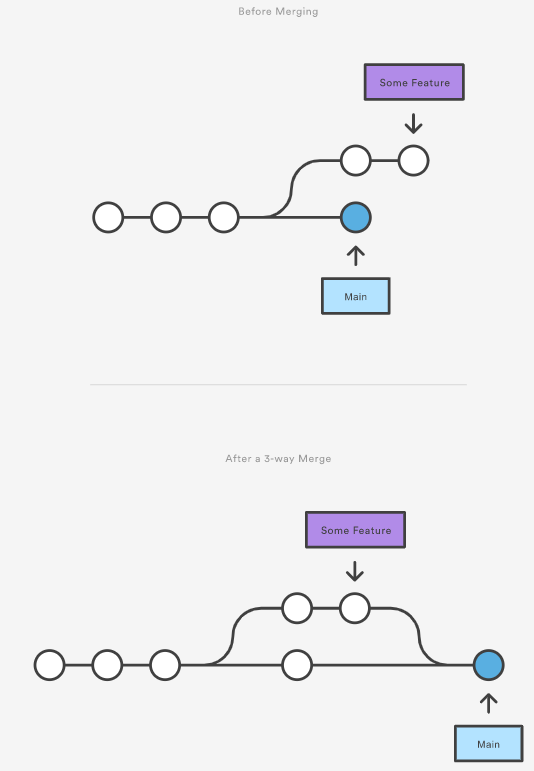 Before Merging
Some Feature
Main
After a 3-way Merge
Some Feature
Main